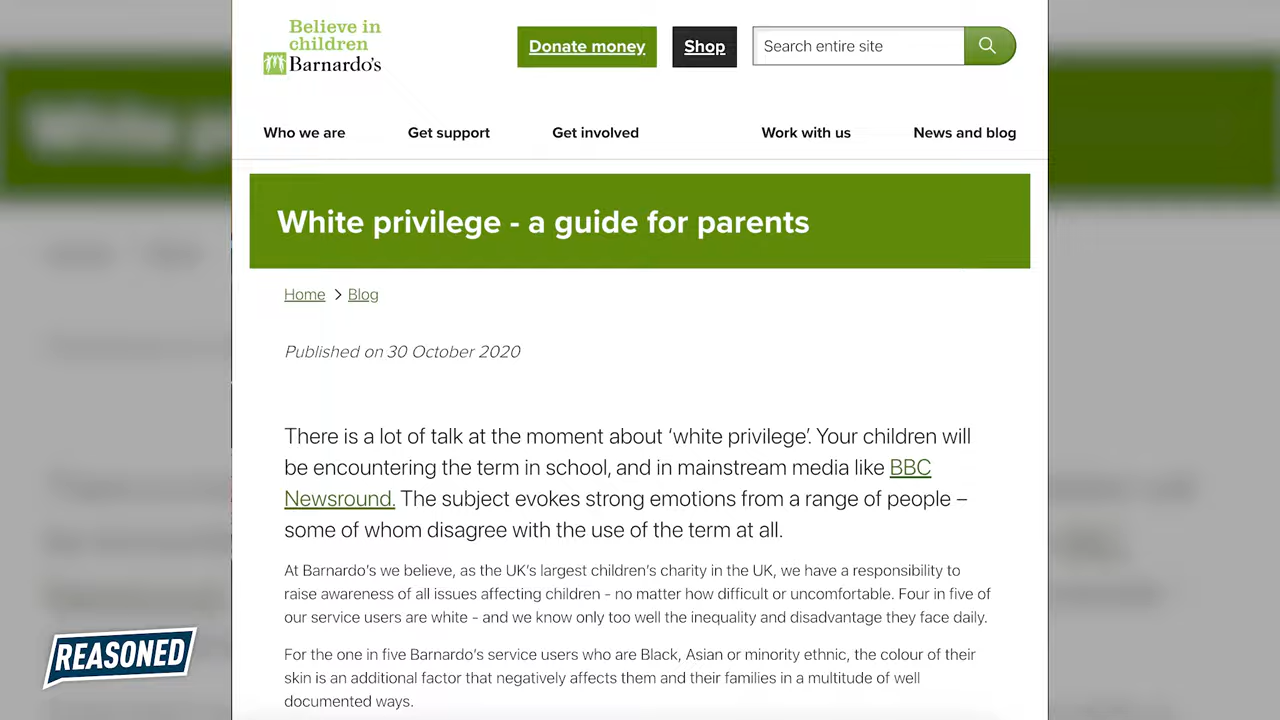 Believe in
children
Barnardo's
Donate money
Shop
Search entire site
Who we are
Get support
Get involved
Work with us
News and blog
White privilege - a guide for parents
Home > Blog
Published on 30 October 2020
There is a lot of talk at the moment about ‘white privilege’. Your children will
be encountering the term in school, and in mainstream media like BBC
Newsround. The subject evokes strong emotions from a range of people –
some of whom disagree with the use of the term at all.
At Barnardo’s we believe, as the UK’s largest children’s charity in the UK, we have a responsibility to
raise awareness of all issues affecting children - no matter how difficult or uncomfortable. Four in five of
our service users are white - and we know only too well the inequality and disadvantage they face daily.
For the one in five Barnardo’s service users who are Black, Asian or minority ethnic, the colour of their
skin is an additional factor that negatively affects them and their families in a multitude of well
documented ways.
REASONED